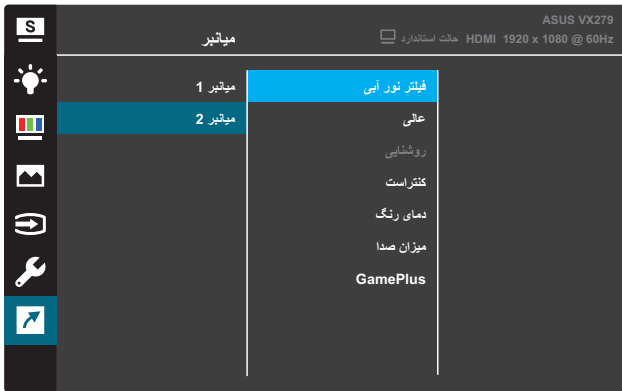 S
ASUS VX279
میانبر
حالت استاندارد HDMI 1920 x 1080 @ 60Hz
میانبر 1
میانبر 2
فیلتر نور آبی
عالی
روشنایی
کنتراست
دمای رنگ
میزان صدا
GamePlus